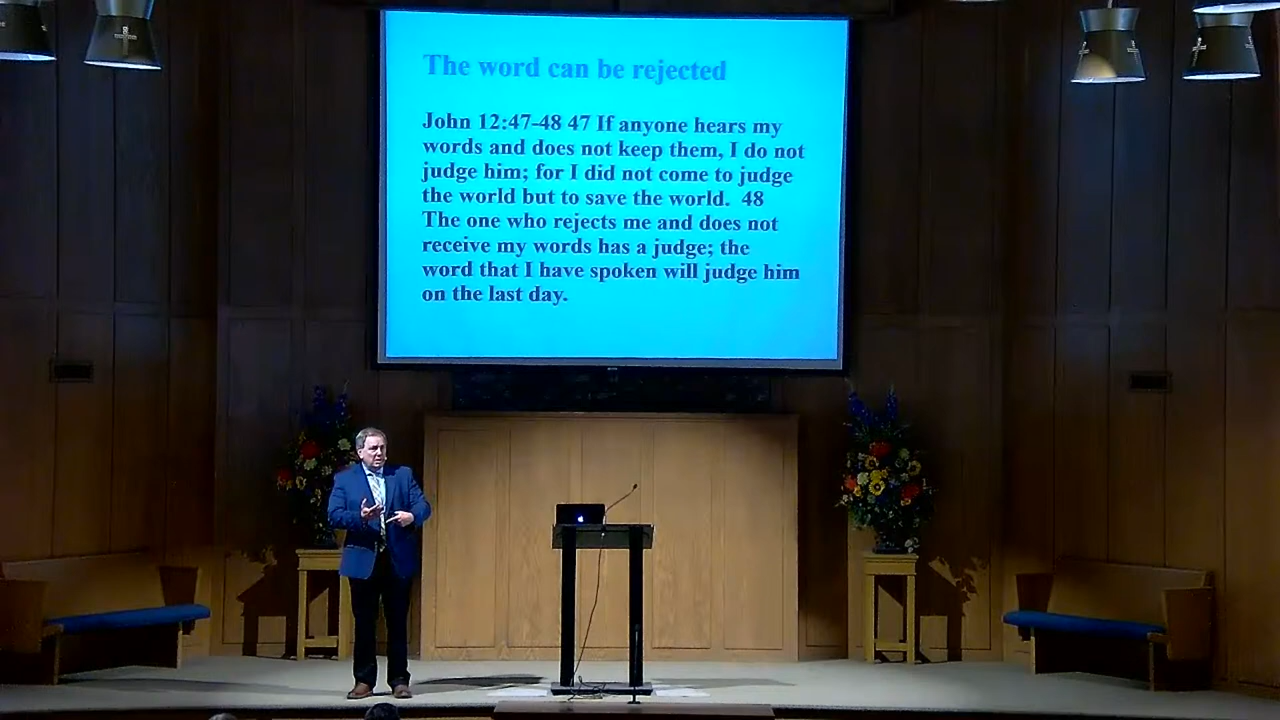 The word can be rejected
John 12:47-48 47 If anyone hears my
words and does not keep them, I do not
judge him; for I did not come to judge
the world but to save the world. 48
The one who rejects me and does not
receive my words has a judge; the
word that I have spoken will judge him
on the last day.